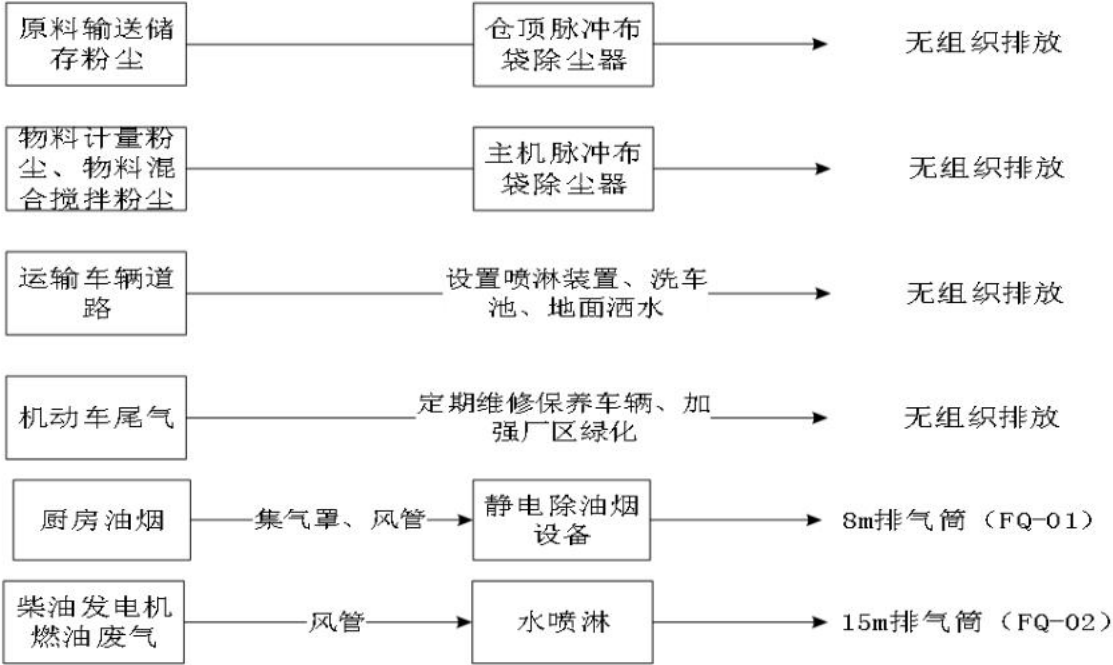 原料输送储
存粉尘
仓顶脉冲布
袋除尘器
无组织排放
物料计量粉
尘、物料混
合搅拌粉尘
主机脉冲布
袋除尘器
无组织排放
运输车辆道
路
设置喷淋装置、洗车
池、地面洒水
无组织排放
机动车尾气
定期维修保养车辆、加
强厂区绿化
无组织排放
厨房油烟
集气罩、风管
静电除油烟
设备
8m排气筒（FQ-01）
柴油发电机
燃油废气
风管
水喷淋
15m排气筒（FQ-02）